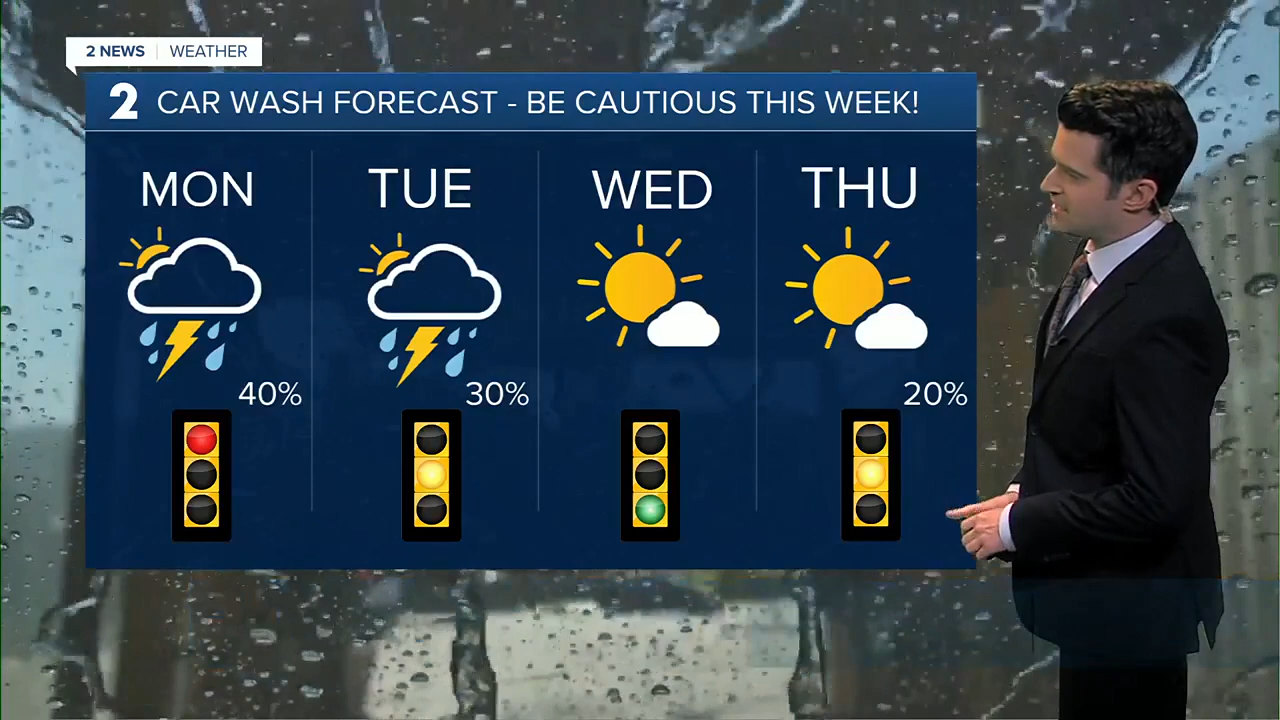 2 NEWS | WEATHER
2 CAR WASH FORECAST - BE CAUTIOUS THIS WEEK!
MON TUE WED THU
40% 30% 20%